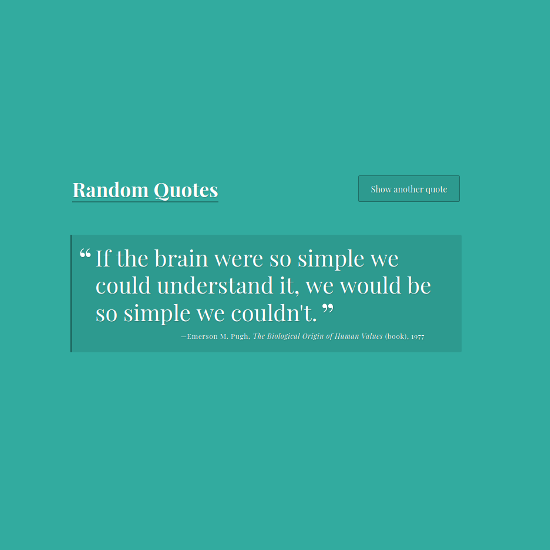 Random Quotes
Show another quote
❝ If the brain were so simple we
could understand it, we would be
so simple we couldn't. ❞
—Emerson M. Pugh, The Biological Origin of Human Values (book), 1977